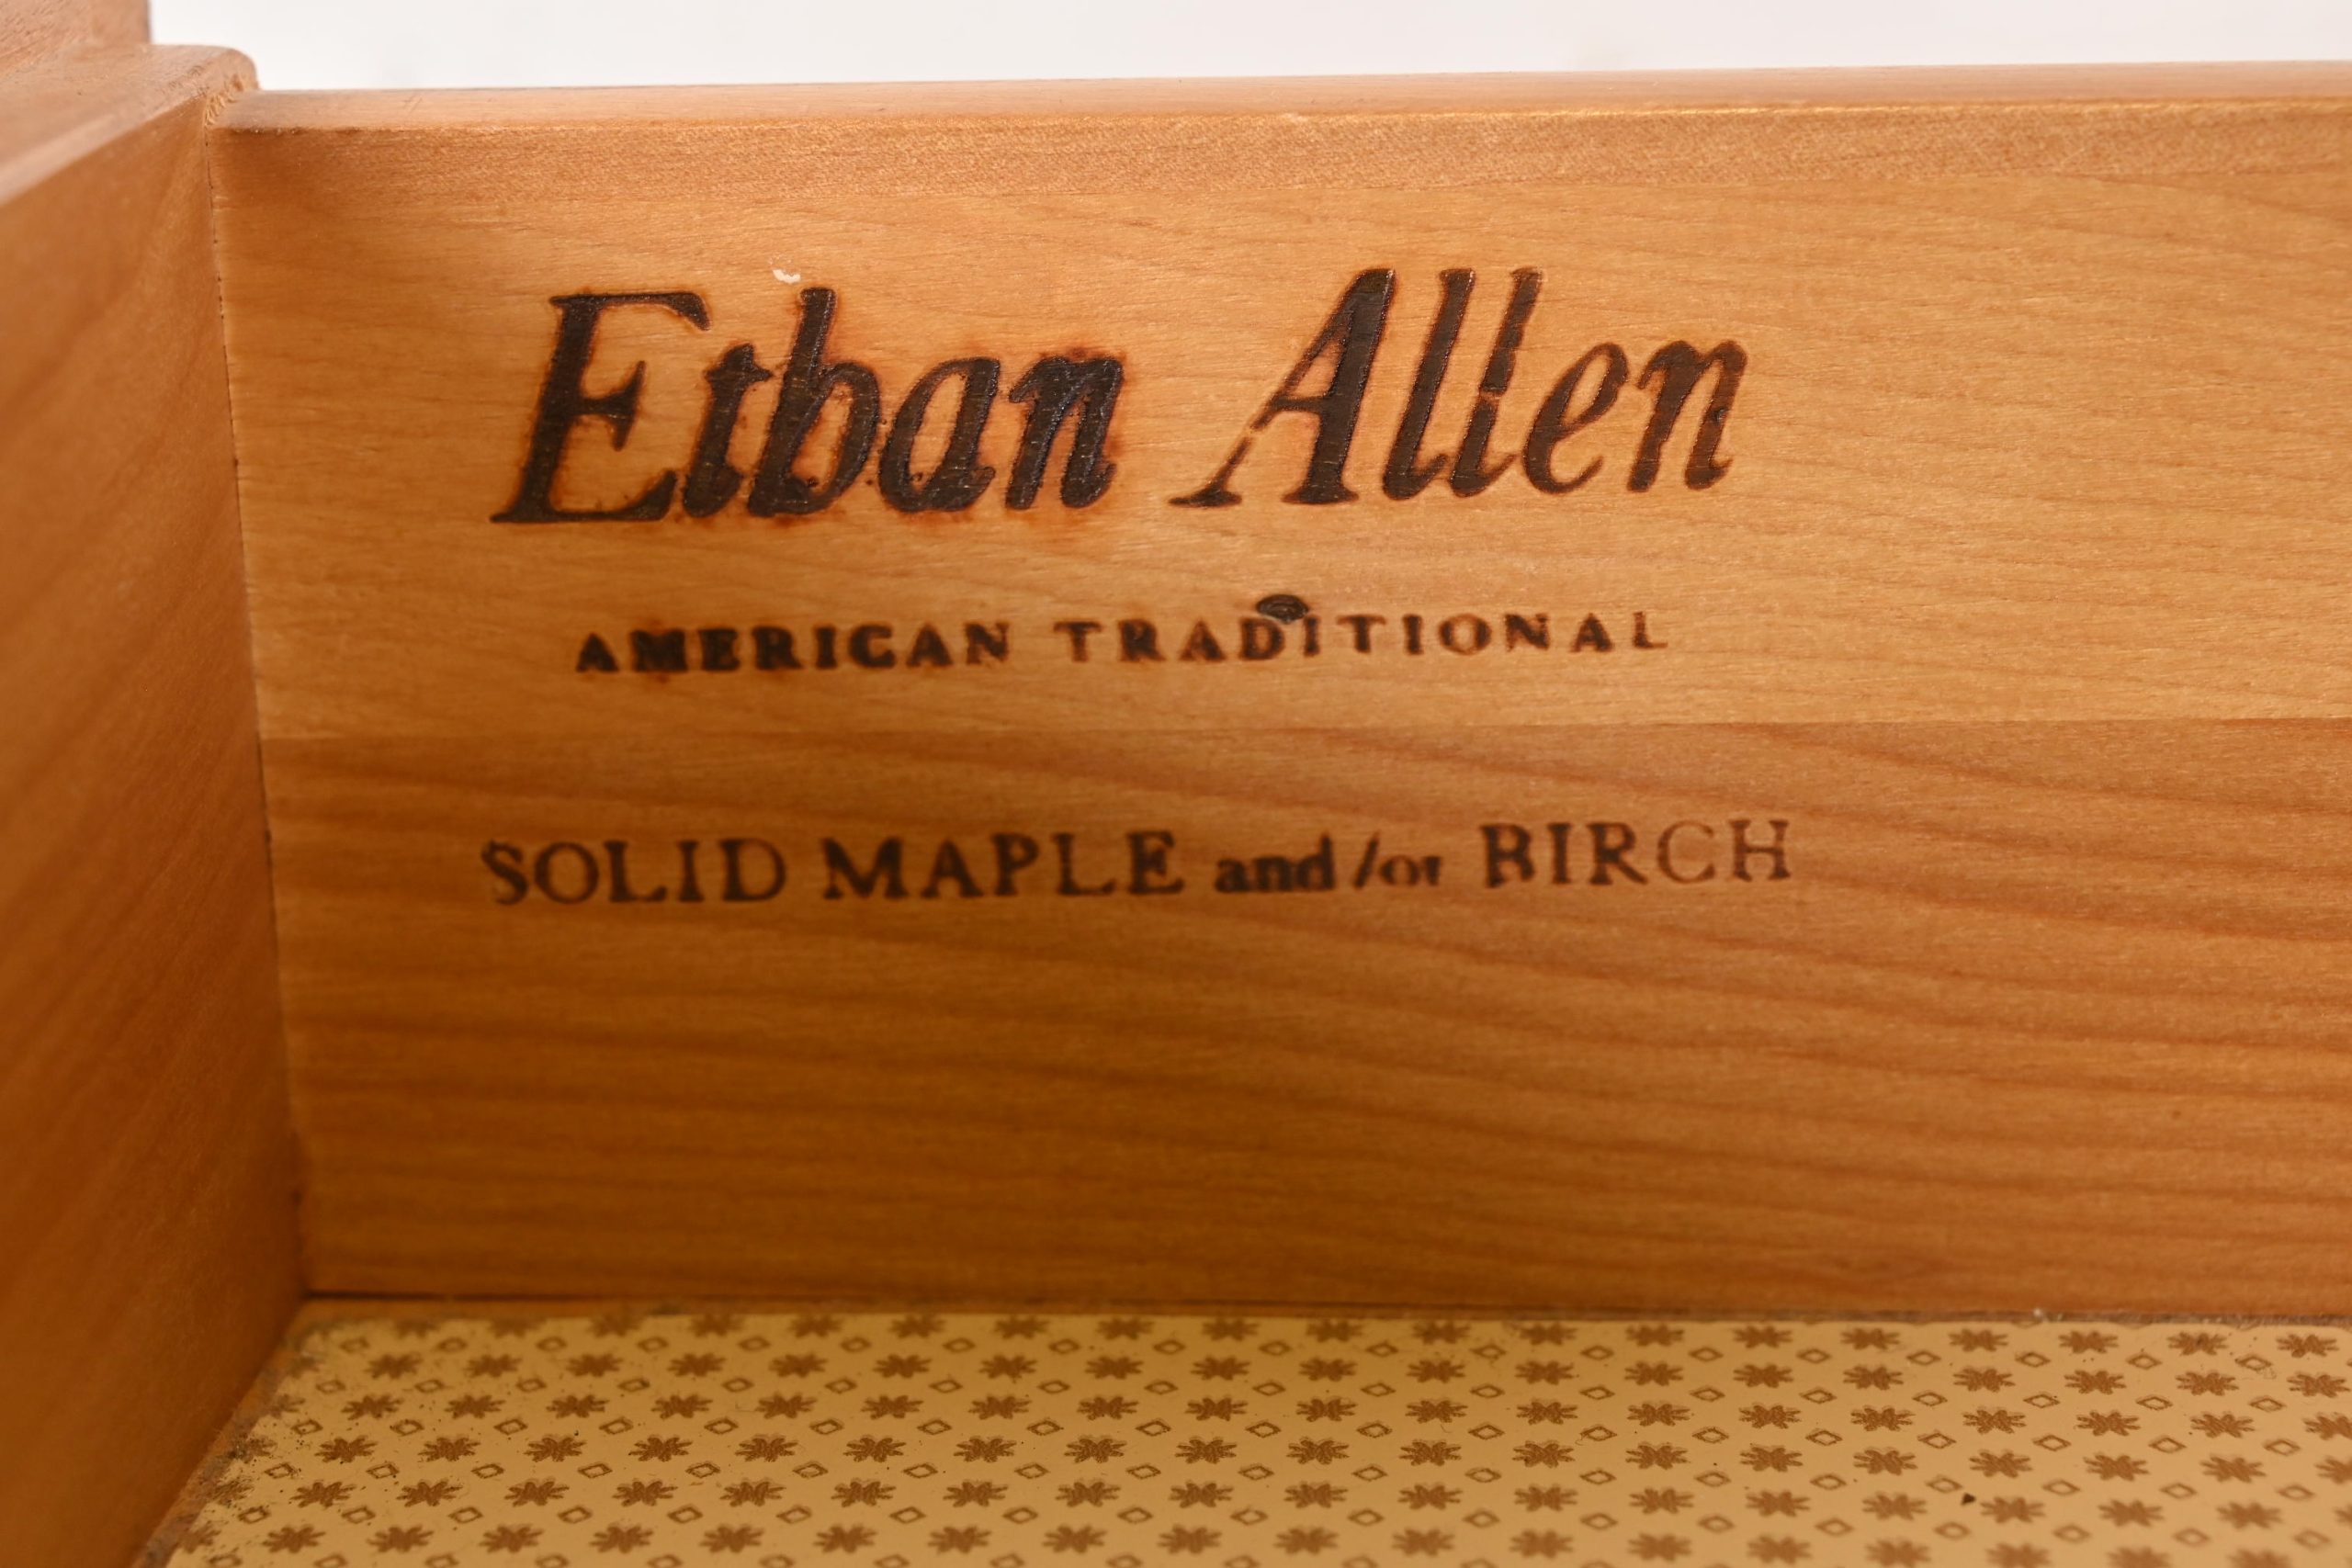 Ethan Allen
AMERICAN TRADITIONAL
SOLID MAPLE and/or BIRCH